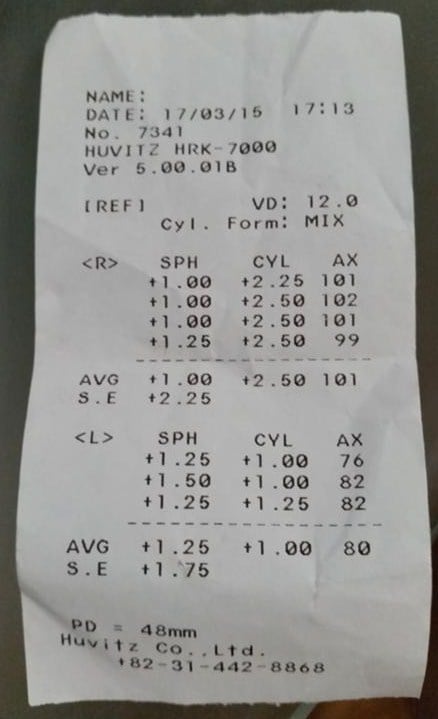 NAME:
DATE: 17/03/15 17:13
No. 7341
HUVITZ HRK-7000
Ver 5.00.01B
[REF] VD: 12.0
Cyl. Form: MIX
<R> SPH CYL AX
+1.00 +2.25 101
+1.00 +2.50 102
+1.00 +2.50 101
+1.25 +2.50 99
--------------------
AVG +1.00 +2.50 101
S.E +2.25
<L> SPH CYL AX
+1.25 +1.00 76
+1.50 +1.00 82
+1.25 +1.25 82
--------------------
AVG +1.25 +1.00 80
S.E +1.75
PD = 48mm
Huvitz Co.,Ltd.
+82-31-442-8868